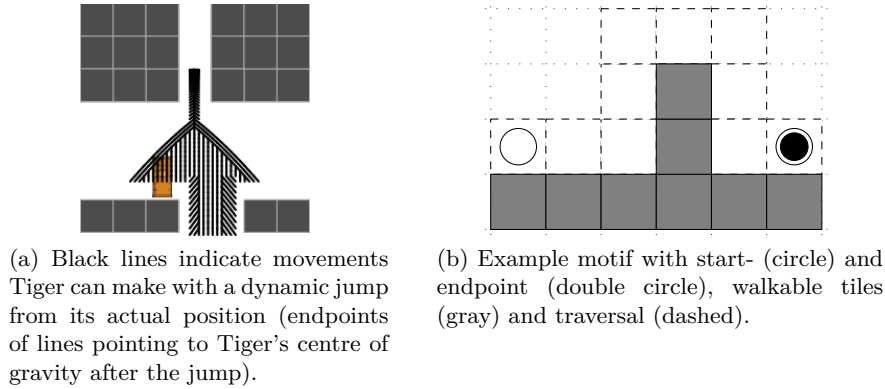 (a) Black lines indicate movements
Tiger can make with a dynamic jump
from its actual position (endpoints
of lines pointing to Tiger's centre of
gravity after the jump).
(b) Example motif with start- (circle) and
endpoint (double circle), walkable tiles
(gray) and traversal (dashed).